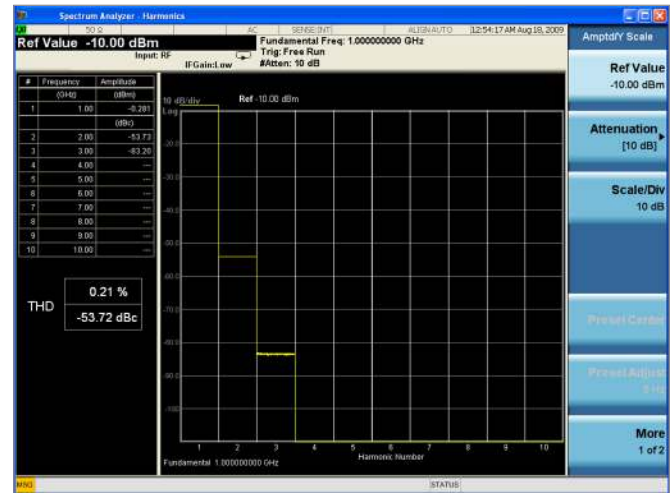 Spectrum Analyzer - Harmonics
50 Ω AC SENSE:INT ALIGNAUTO 12:54:17 AM Aug 18, 2009
Ref Value -10.00 dBm
Input: RF
IFGain:Low
Fundamental Freq: 1.000000000 GHz
Trig: Free Run
#Atten: 10 dB
Amptd/Y Scale
Ref Value
-10.00 dBm
Attenuation
[10 dB]
Scale/Div
10 dB
Presel Center
Presel Adjust
0 Hz
More
1 of 2
# Frequency Amplitude
(GHz) (dBm)
1 1.00 -0.281
(dBc)
2 2.00 -53.73
3 3.00 -83.20
4 4.00 ---
5 5.00 ---
6 6.00 ---
7 7.00 ---
8 8.00 ---
9 9.00 ---
10 10.00 ---
THD
0.21 %
-53.72 dBc
10 dB/div Ref -10.00 dBm
Log
-20.0
-30.0
-40.0
-50.0
-60.0
-70.0
-80.0
-90.0
-100
1 2 3 4 5 6 7 8 9 10
Harmonic Number
Fundamental 1.000000000 GHz
MSG STATUS